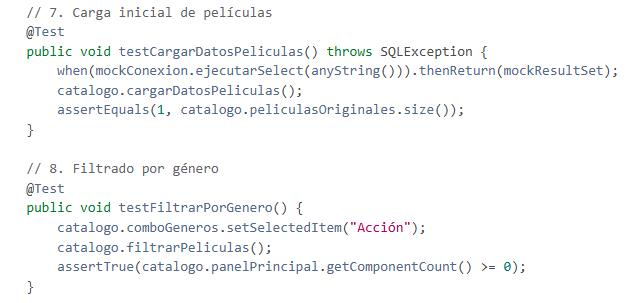 // 7. Carga inicial de películas
@Test
public void testCargarDatosPeliculas() throws SQLException {
    when(mockConexion.ejecutarSelect(anyString())).thenReturn(mockResultSet);
    catalogo.cargarDatosPeliculas();
    assertEquals(1, catalogo.peliculasOriginales.size());
}

// 8. Filtrado por género
@Test
public void testFiltrarPorGenero() {
    catalogo.comboGeneros.setSelectedItem("Acción");
    catalogo.filtrarPeliculas();
    assertTrue(catalogo.panelPrincipal.getComponentCount() >= 0);
}